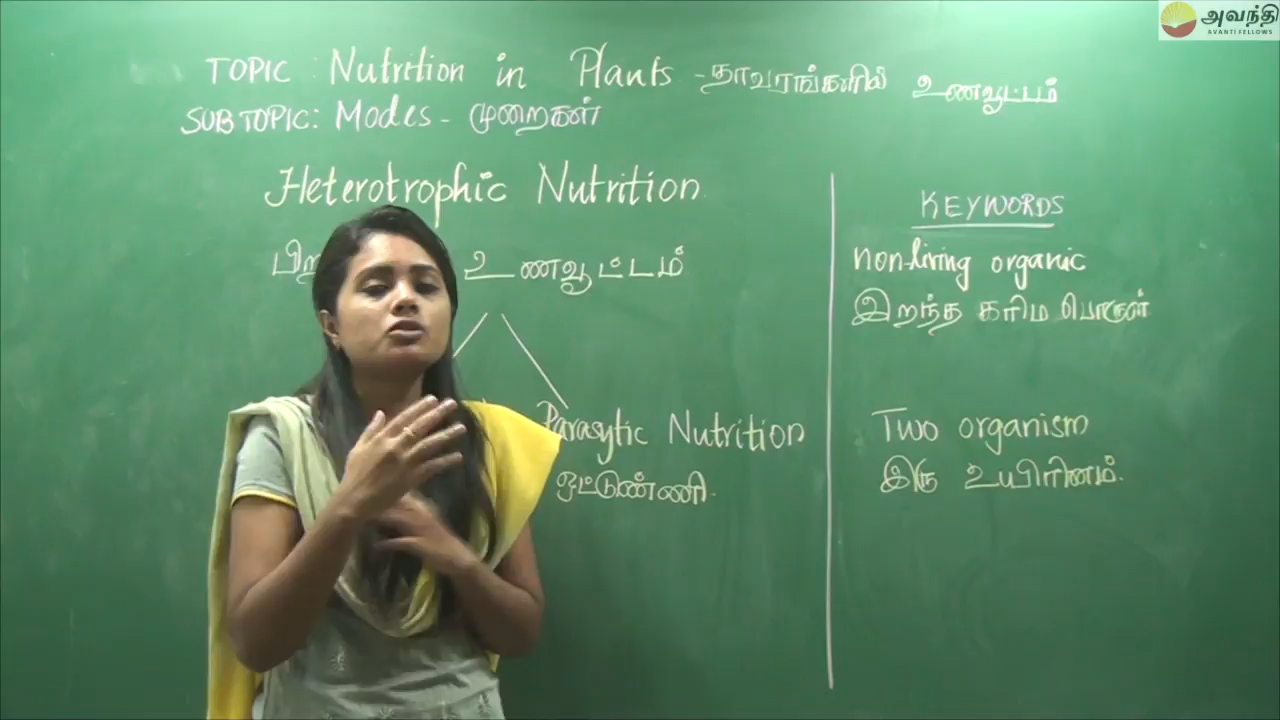 அவந்தி
AVANTI FELLOWS
TOPIC : Nutrition in Plants - தாவரங்களில் உணவூட்டம்
SUBTOPIC: Modes - முறைகள்
Heterotrophic Nutrition
உணவூட்டம்
Parasytic Nutrition
ஒட்டுண்ணி.
KEYWORDS
non-living organic
இறந்த கரிம பொருள்
Two organism
இரு உயிரினம்.